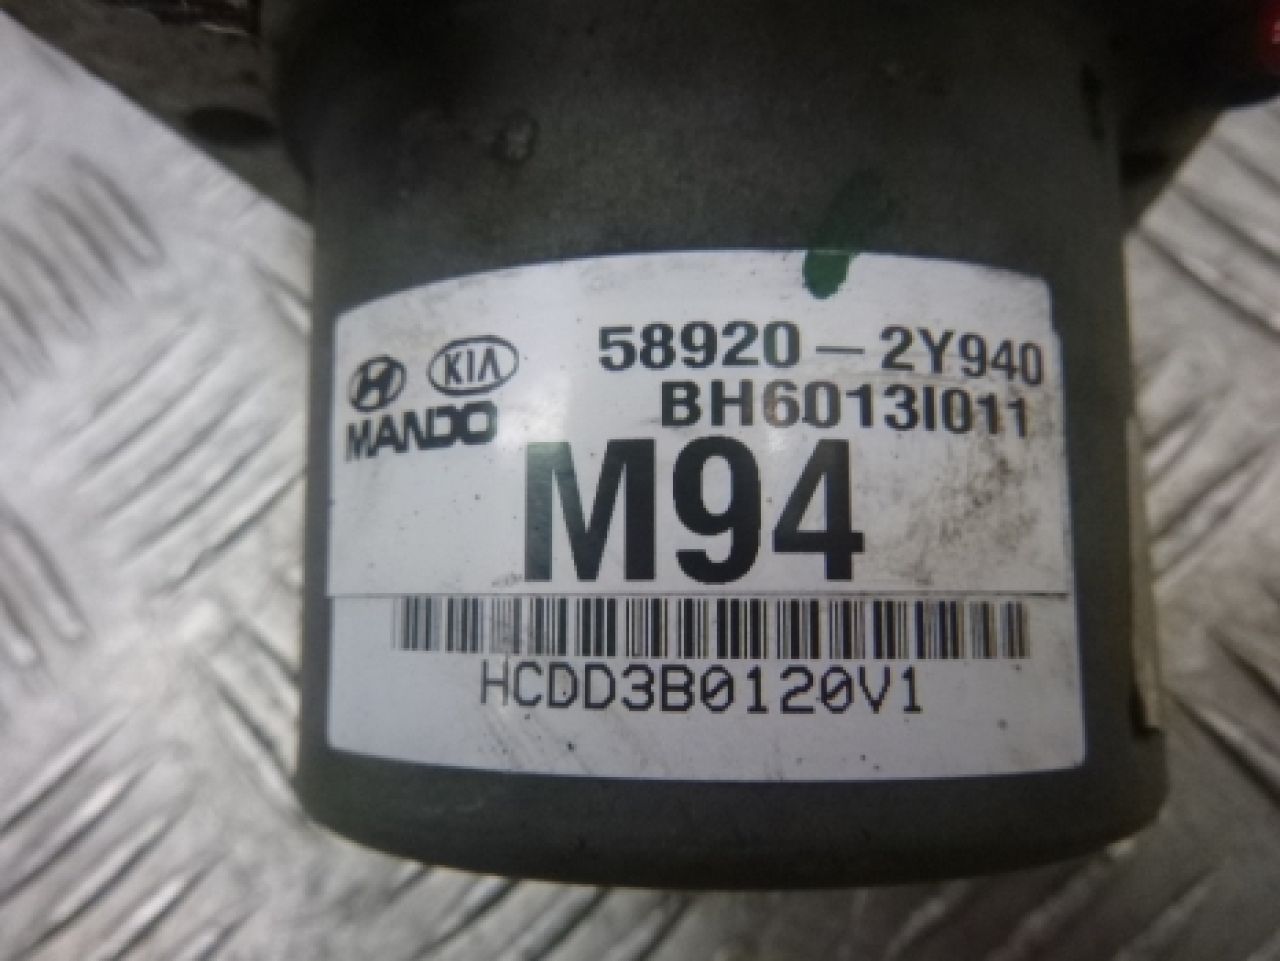 KIA
58920-2Y940
MANDO
BH6013I011
M94
HCDD3B0120V1